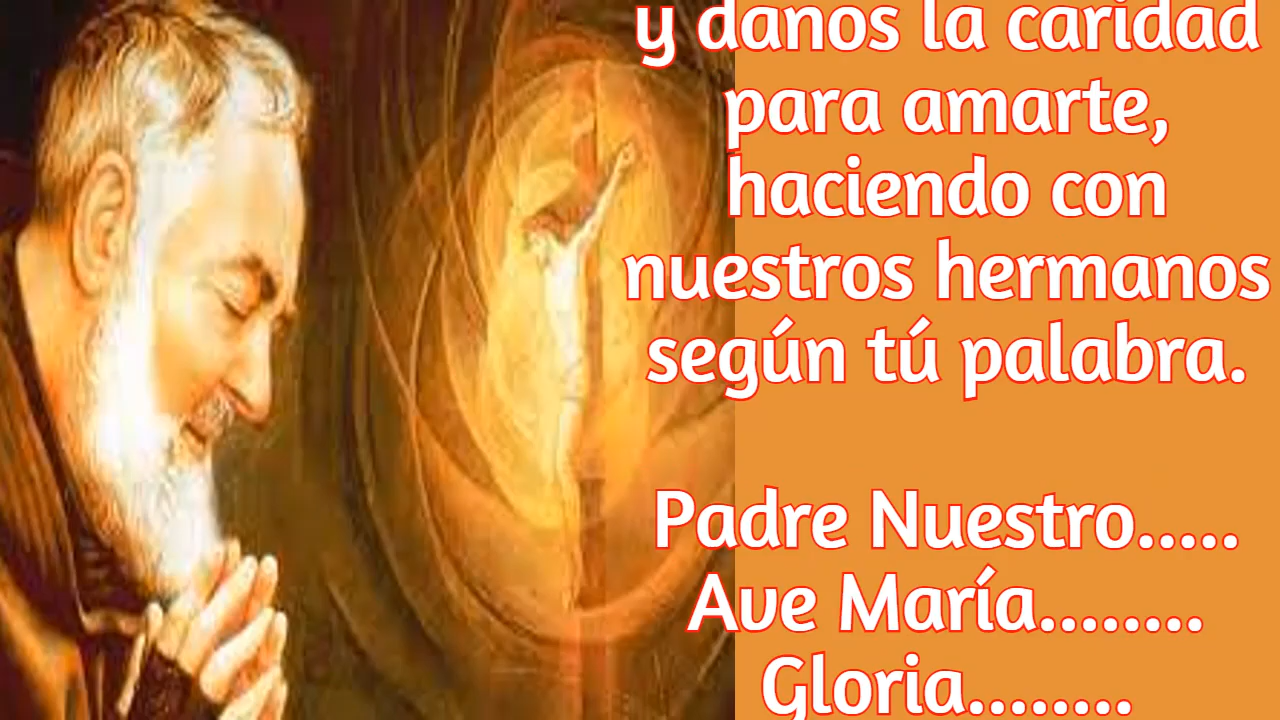 y danos la caridad
para amarte,
haciendo con
nuestros hermanos
según tú palabra.
Padre Nuestro.....
Ave María........
Gloria........